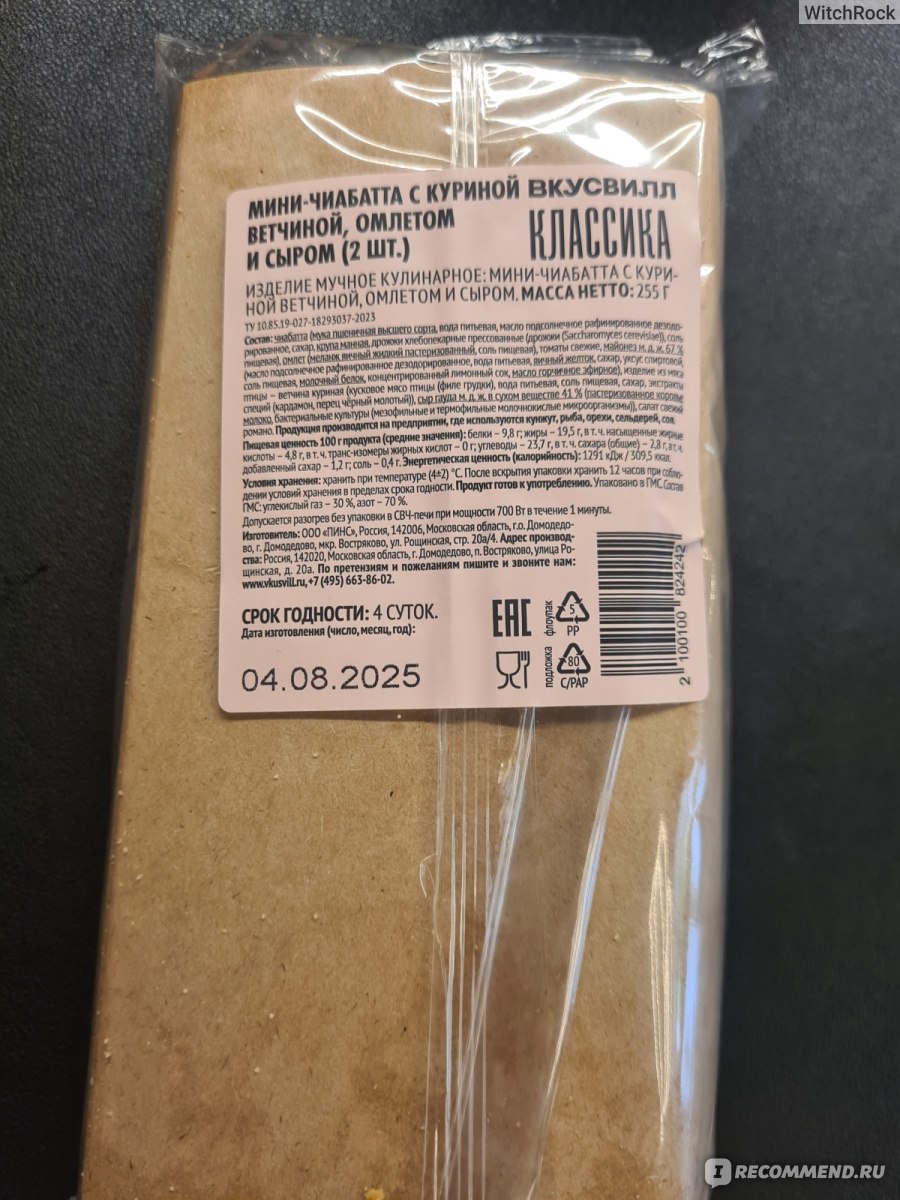 WitchRock
МИНИ-ЧИАБАТТА С КУРИНОЙ
ВЕТЧИНОЙ, ОМЛЕТОМ
И СЫРОМ (2 ШТ.)
ВКУСВИЛЛ
КЛАССИКА
ИЗДЕЛИЕ МУЧНОЕ КУЛИНАРНОЕ: МИНИ-ЧИАБАТТА С КУРИ-
НОЙ ВЕТЧИНОЙ, ОМЛЕТОМ И СЫРОМ. МАССА НЕТТО: 255 Г
ТУ 10.85.19-027-18293037-2023
Состав: чиабатта (мука пшеничная высшего сорта, вода питьевая, масло подсолнечное рафинированное дезодо-
рированное, сахар, крупа манная, дрожжи хлебопекарные прессованные (дрожжи (Saccharomyces cerevisiae)), соль
пищевая), омлет (меланж яичный жидкий пастеризованный, соль пищевая), томаты свежие, майонез м. д. ж. 67 %
(масло подсолнечное рафинированное дезодорированное, вода питьевая, яичный желток, сахар, уксус спиртовой,
соль пищевая, молочный белок, концентрированный лимонный сок, масло горчичное эфирное), изделие из мяса
птицы – ветчина куриная (кусковое мясо птицы (филе грудки), вода питьевая, соль пищевая, сахар, экстракты
специй (кардамон, перец чёрный молотый)), сыр гауда м. д. ж. в сухом веществе 41 % (пастеризованное коровье
молоко, бактериальные культуры (мезофильные и термофильные молочнокислые микроорганизмы)), салат свежий
романо. Продукция производится на предприятии, где используются кунжут, рыба, орехи, сельдерей, соя.
Пищевая ценность 100 г продукта (средние значения): белки – 9,8 г; жиры – 19,5 г, в т. ч. насыщенные жирные
кислоты – 4,8 г, в т. ч. транс-изомеры жирных кислот – 0 г; углеводы – 23,7 г, в т. ч. сахара (общие) – 2,8 г, в т. ч.
добавленный сахар – 1,2 г; соль – 0,4 г. Энергетическая ценность (калорийность): 1291 кДж / 309,5 ккал.
Условия хранения: хранить при температуре (4±2) °С. После вскрытия упаковки хранить 12 часов при соблю-
дении условий хранения в пределах срока годности. Продукт готов к употреблению. Упаковано в ГМС. Состав
ГМС: углекислый газ – 30 %, азот – 70 %.
Допускается разогрев без упаковки в СВЧ-печи при мощности 700 Вт в течение 1 минуты.
Изготовитель: ООО «ПИНС», Россия, 142006, Московская область, г.о. Домодедо-
во, г. Домодедово, мкр. Востряково, ул. Рощинская, стр. 20а/4. Адрес производ-
ства: Россия, 142020, Московская область, г. Домодедово, п. Востряково, улица Ро-
щинская, д. 20а. По претензиям и пожеланиям пишите и звоните нам:
www.vkusvill.ru, +7 (495) 663-86-02.
СРОК ГОДНОСТИ: 4 СУТОК.
Дата изготовления (число, месяц, год):
04.08.2025
EAC
флоупак
5
PP
подложка
80
C/PAP
2 100100 824242
IRECOMMEND.RU